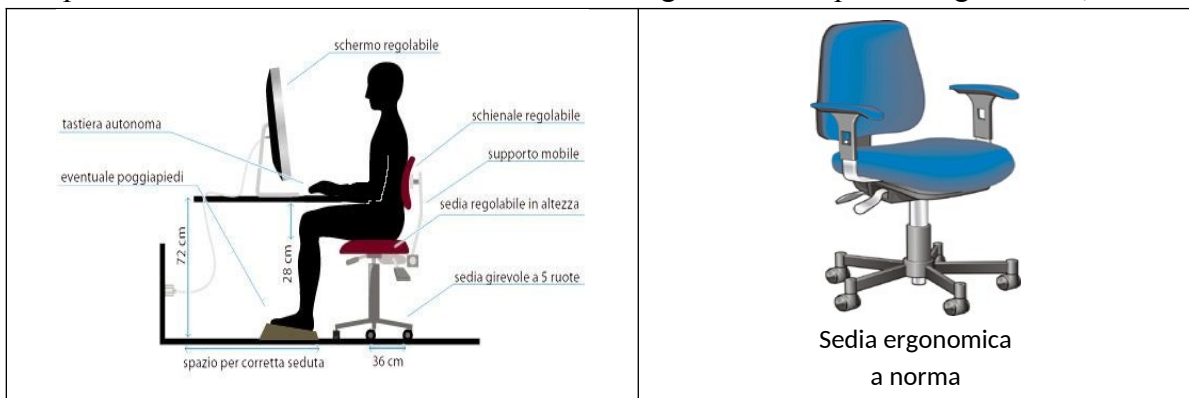 schermo regolabile
tastiera autonoma
schienale regolabile
supporto mobile
eventuale poggiapiedi
sedia regolabile in altezza
72 cm
28 cm
sedia girevole a 5 ruote
spazio per corretta seduta
36 cm
Sedia ergonomica
a norma